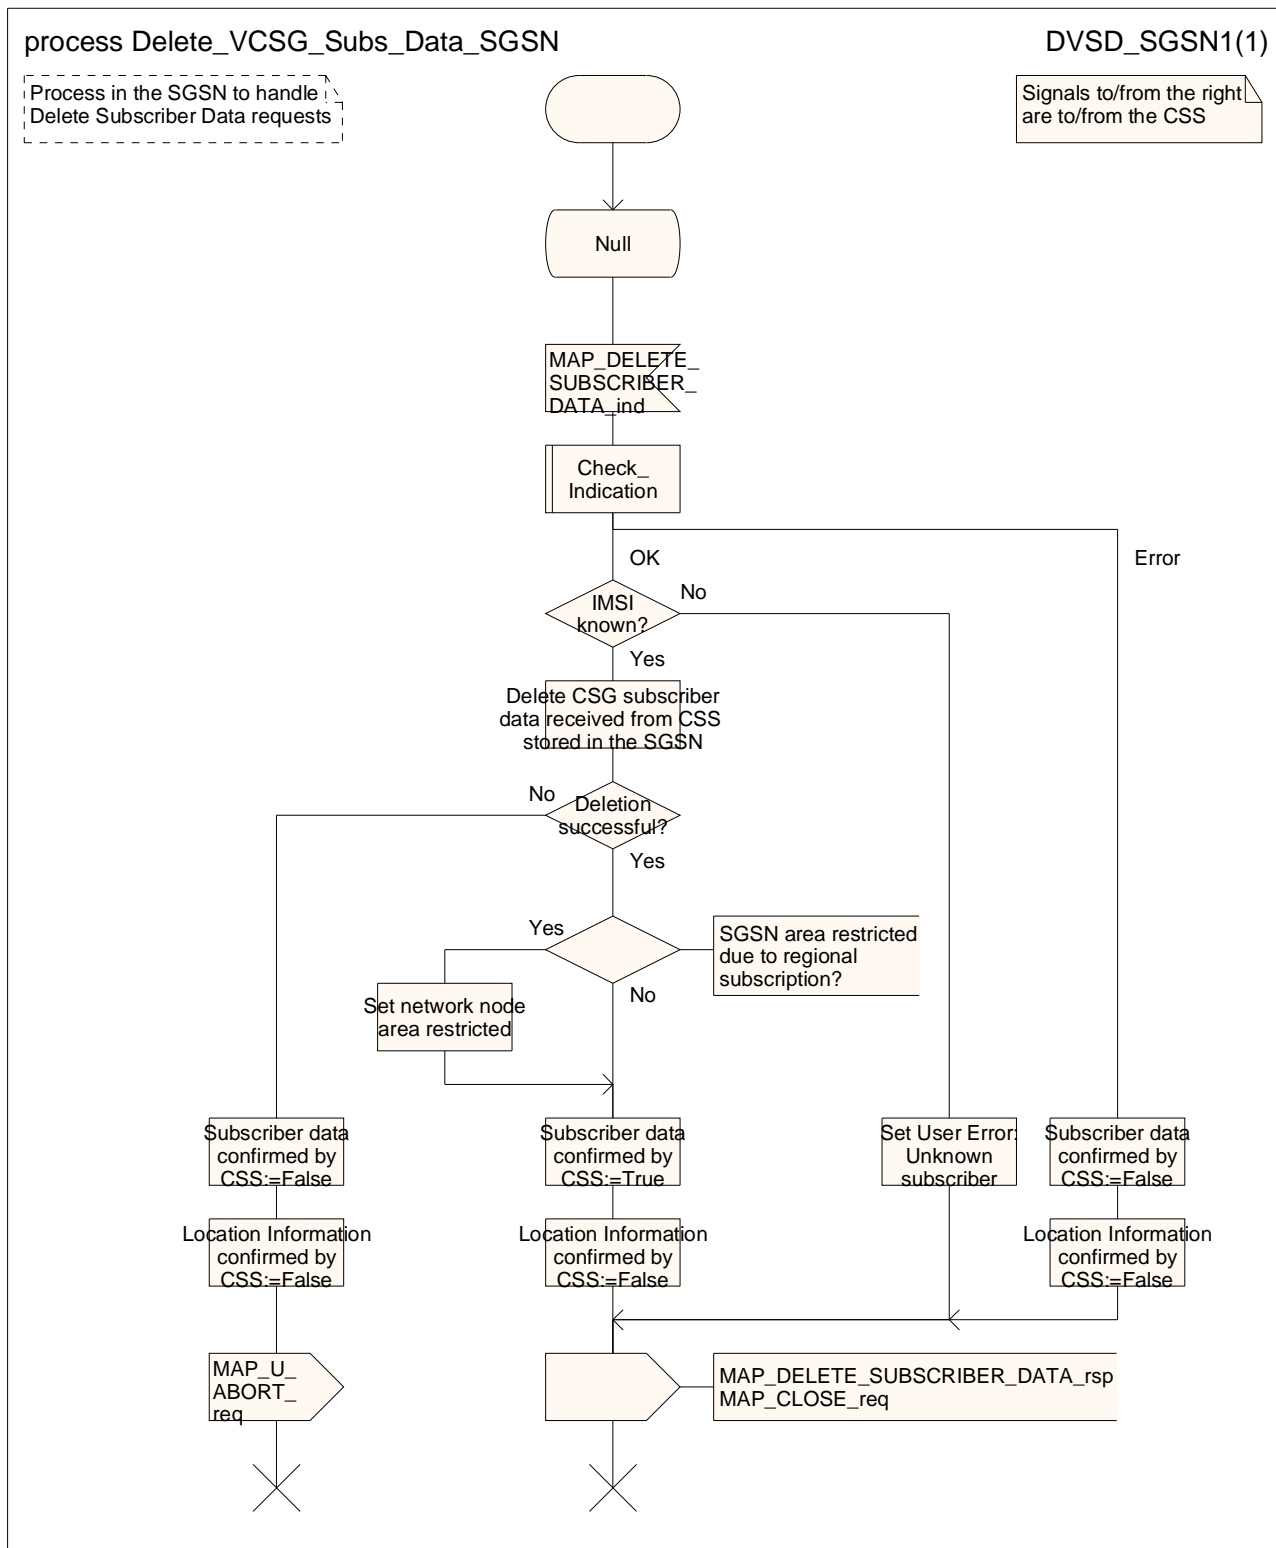 process Delete_VCSG_Subs_Data_SGSN
DVSD_SGSN1(1)
Process in the SGSN to handle
Delete Subscriber Data requests
Signals to/from the right
are to/from the CSS
Null
MAP_DELETE_
SUBSCRIBER_
DATA_ind
Check_
Indication
OK
Error
IMSI
known?
No
Yes
Delete CSG subscriber
data received from CSS
stored in the SGSN
No
Deletion
successful?
Yes
Yes
SGSN area restricted
due to regional
subscription?
No
Set network node
area restricted
Subscriber data
confirmed by
CSS:=False
Subscriber data
confirmed by
CSS:=True
Set User Error:
Unknown
subscriber
Subscriber data
confirmed by
CSS:=False
Location Information
confirmed by
CSS:=False
Location Information
confirmed by
CSS:=False
Location Information
confirmed by
CSS:=False
MAP_U_
ABORT_
req
MAP_DELETE_SUBSCRIBER_DATA_rsp
MAP_CLOSE_req